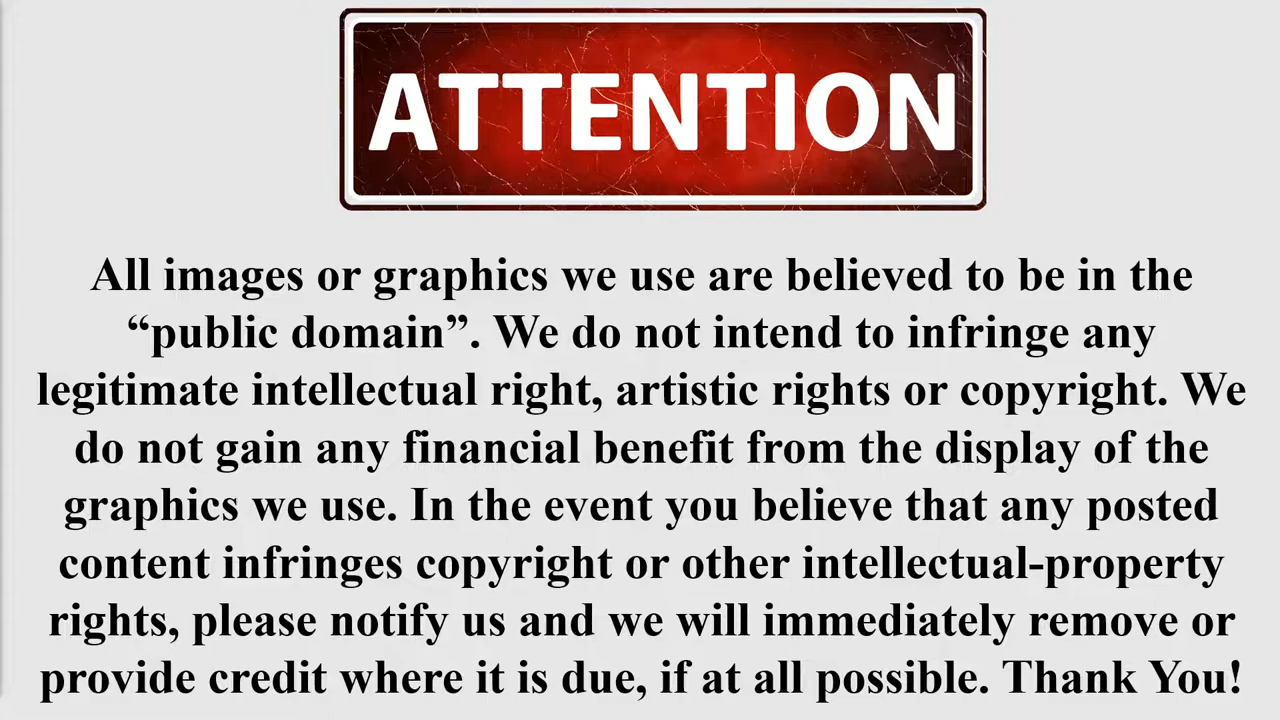 ATTENTION
All images or graphics we use are believed to be in the
“public domain”. We do not intend to infringe any
legitimate intellectual right, artistic rights or copyright. We
do not gain any financial benefit from the display of the
graphics we use. In the event you believe that any posted
content infringes copyright or other intellectual-property
rights, please notify us and we will immediately remove or
provide credit where it is due, if at all possible. Thank You!